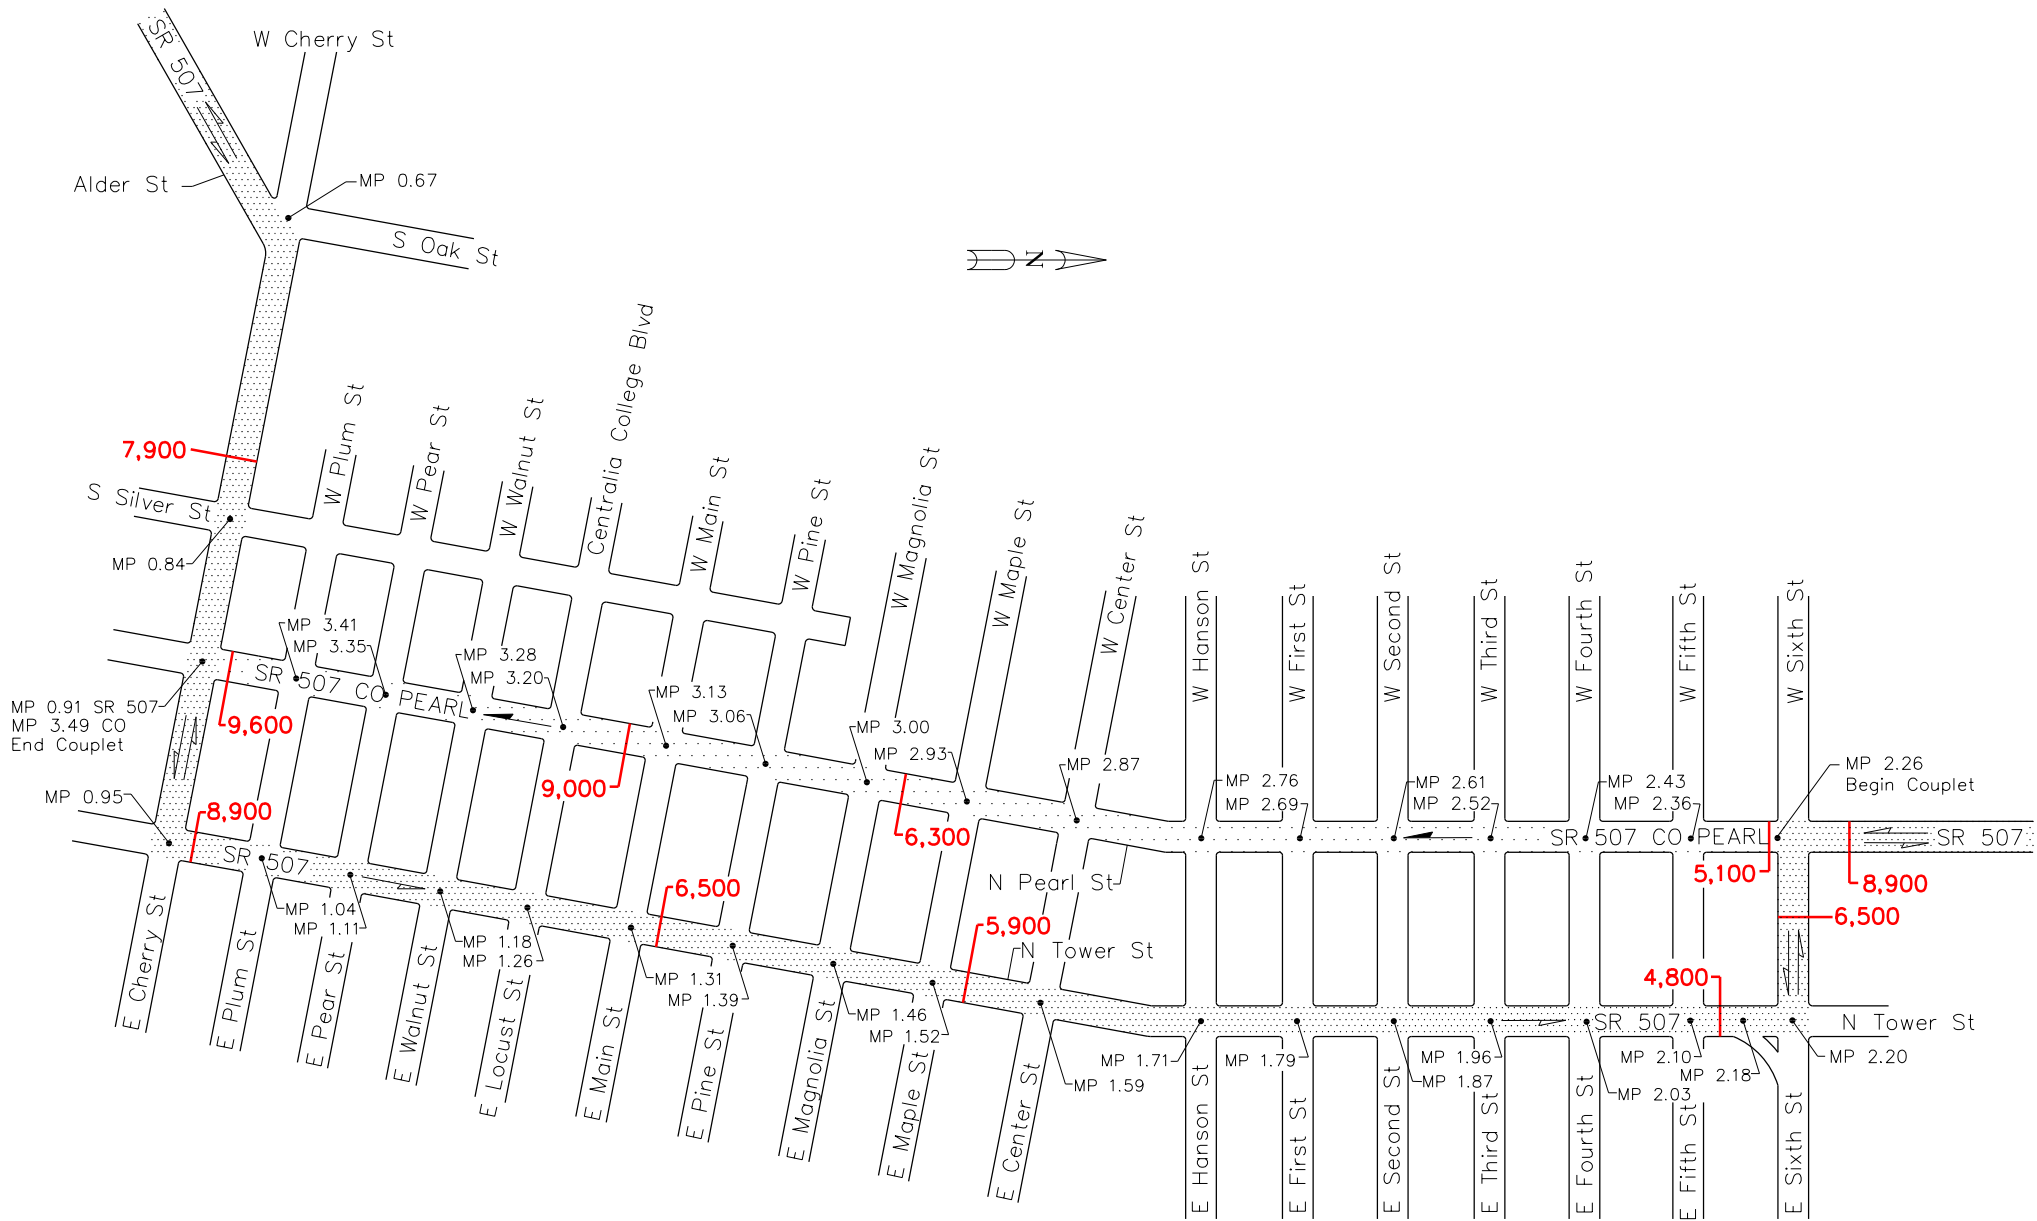 SR 507
W Cherry St
Alder St
MP 0.67
S Oak St
N
7,900
S Silver St
MP 0.84
W Plum St
W Pear St
W Walnut St
Centralia College Blvd
W Main St
W Pine St
W Magnolia St
W Maple St
W Center St
W Hanson St
W First St
W Second St
W Third St
W Fourth St
W Fifth St
W Sixth St
MP 3.41
MP 3.35
MP 3.28
MP 3.20
MP 3.13
MP 3.06
MP 3.00
MP 2.93
MP 2.87
MP 2.76
MP 2.69
MP 2.61
MP 2.52
MP 2.43
MP 2.36
MP 2.26
Begin Couplet
SR 507 CO PEARL
SR 507 CO PEARL
SR 507
MP 0.91 SR 507
MP 3.49 CO
End Couplet
9,600
9,000
6,300
5,100
8,900
6,500
MP 0.95
8,900
SR 507
6,500
5,900
N Pearl St
N Tower St
4,800
SR 507
N Tower St
MP 1.04
MP 1.11
MP 1.18
MP 1.26
MP 1.31
MP 1.39
MP 1.46
MP 1.52
MP 1.59
MP 1.71
MP 1.79
MP 1.87
MP 1.96
MP 2.03
MP 2.10
MP 2.18
MP 2.20
E Cherry St
E Plum St
E Pear St
E Walnut St
E Locust St
E Main St
E Pine St
E Magnolia St
E Maple St
E Center St
E Hanson St
E First St
E Second St
E Third St
E Fourth St
E Fifth St
E Sixth St